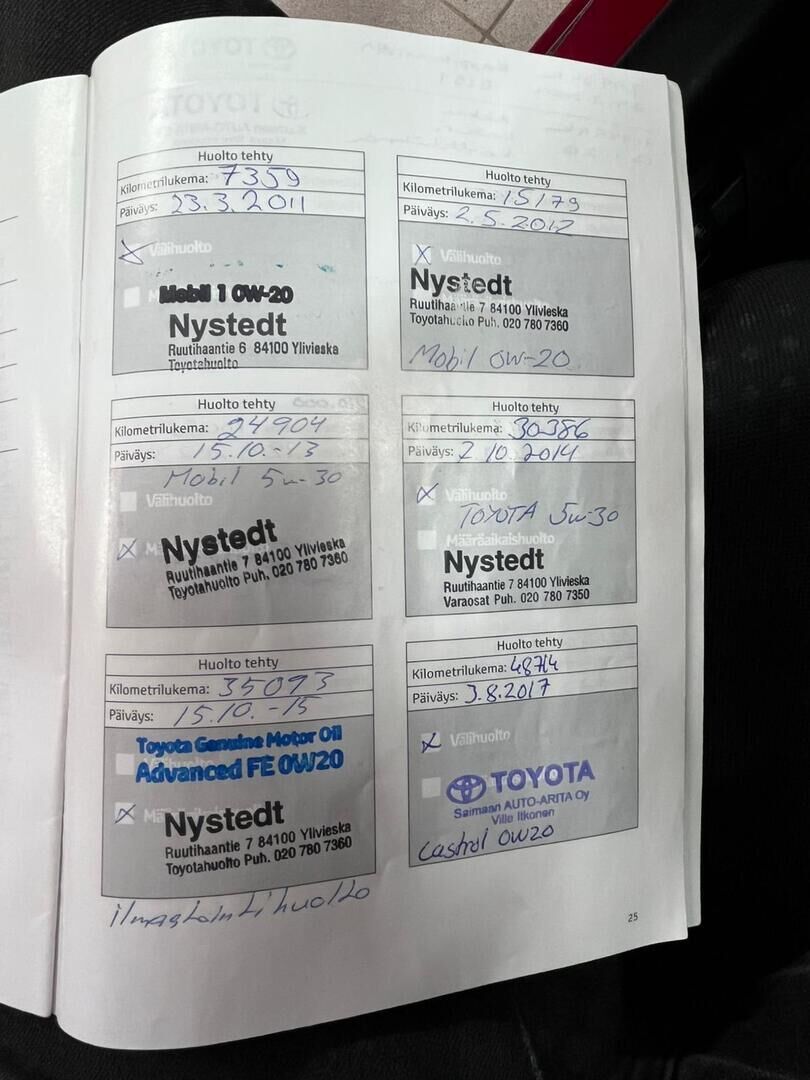 Huolto tehty
Kilometrilukema: 7359
Päiväys: 23.3.2011
Välihuolto
Mobil 1 0W-20
Nystedt
Ruutihaantie 6 84100 Ylivieska
Toyotahuolto
Huolto tehty
Kilometrilukema: 15179
Päiväys: 2.5.2012
Välihuolto
Nystedt
Ruutihaantie 7 84100 Ylivieska
Toyotahuolto Puh. 020 780 7360
Mobil 0W-20
Huolto tehty
Kilometrilukema: 24904
Päiväys: 15.10.-13
Mobil 5w-30
Välihuolto
Nystedt
Ruutihaantie 7 84100 Ylivieska
Toyotahuolto Puh. 020 780 7360
Huolto tehty
Kilometrilukema: 30386
Päiväys: 2 10.2014
Välihuolto
TOYOTA 5w-30
Määräaikaishuolto
Nystedt
Ruutihaantie 7 84100 Ylivieska
Varaosat Puh. 020 780 7350
Huolto tehty
Kilometrilukema: 35093
Päiväys: 15.10.-15
Toyota Genuine Motor Oil
Advanced FE 0W20
Nystedt
Ruutihaantie 7 84100 Ylivieska
Toyotahuolto Puh. 020 780 7360
ilmastointihuolto
Huolto tehty
Kilometrilukema: 48714
Päiväys: 3.8.2017
Välihuolto
TOYOTA
Saimaan AUTO-ARITA Oy
Ville Itkonen
Castrol 0W20
25